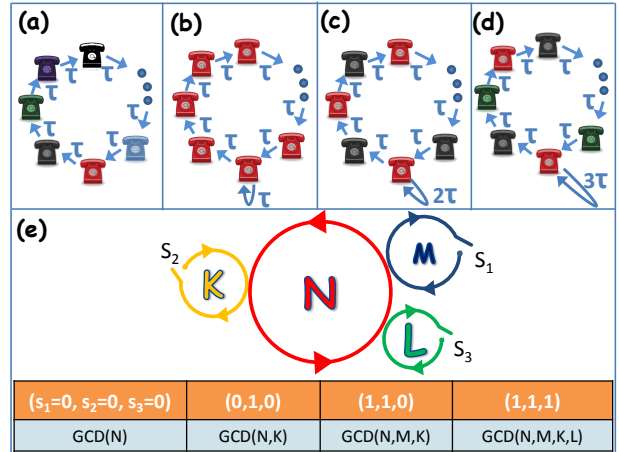 (a) (b) (c) (d)
τ τ τ τ τ τ τ
τ τ τ τ τ τ τ τ
τ τ τ τ τ τ τ 2τ
τ τ τ τ τ τ τ 3τ
(e)
S2 K N M S1
L S3
(s1=0, s2=0, s3=0) (0,1,0) (1,1,0) (1,1,1)
GCD(N) GCD(N,K) GCD(N,M,K) GCD(N,M,K,L)